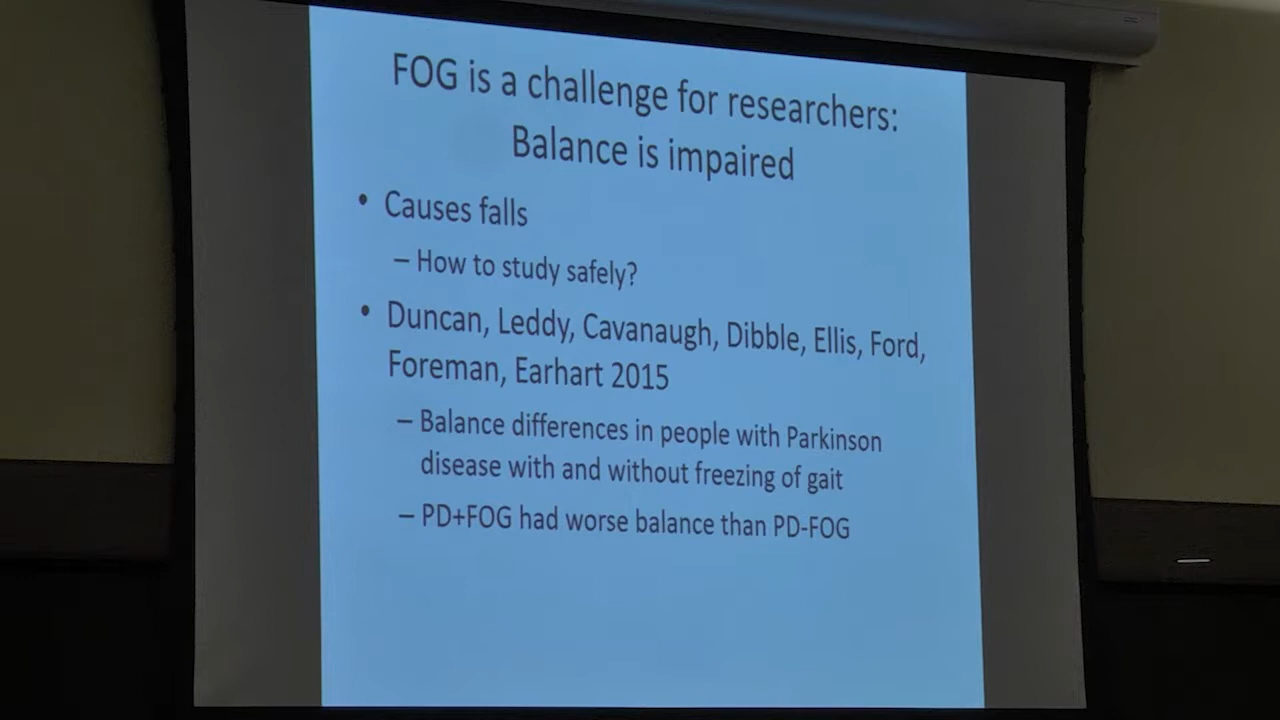 FOG is a challenge for researchers:
Balance is impaired
• Causes falls
– How to study safely?
• Duncan, Leddy, Cavanaugh, Dibble, Ellis, Ford,
Foreman, Earhart 2015
– Balance differences in people with Parkinson
disease with and without freezing of gait
– PD+FOG had worse balance than PD-FOG